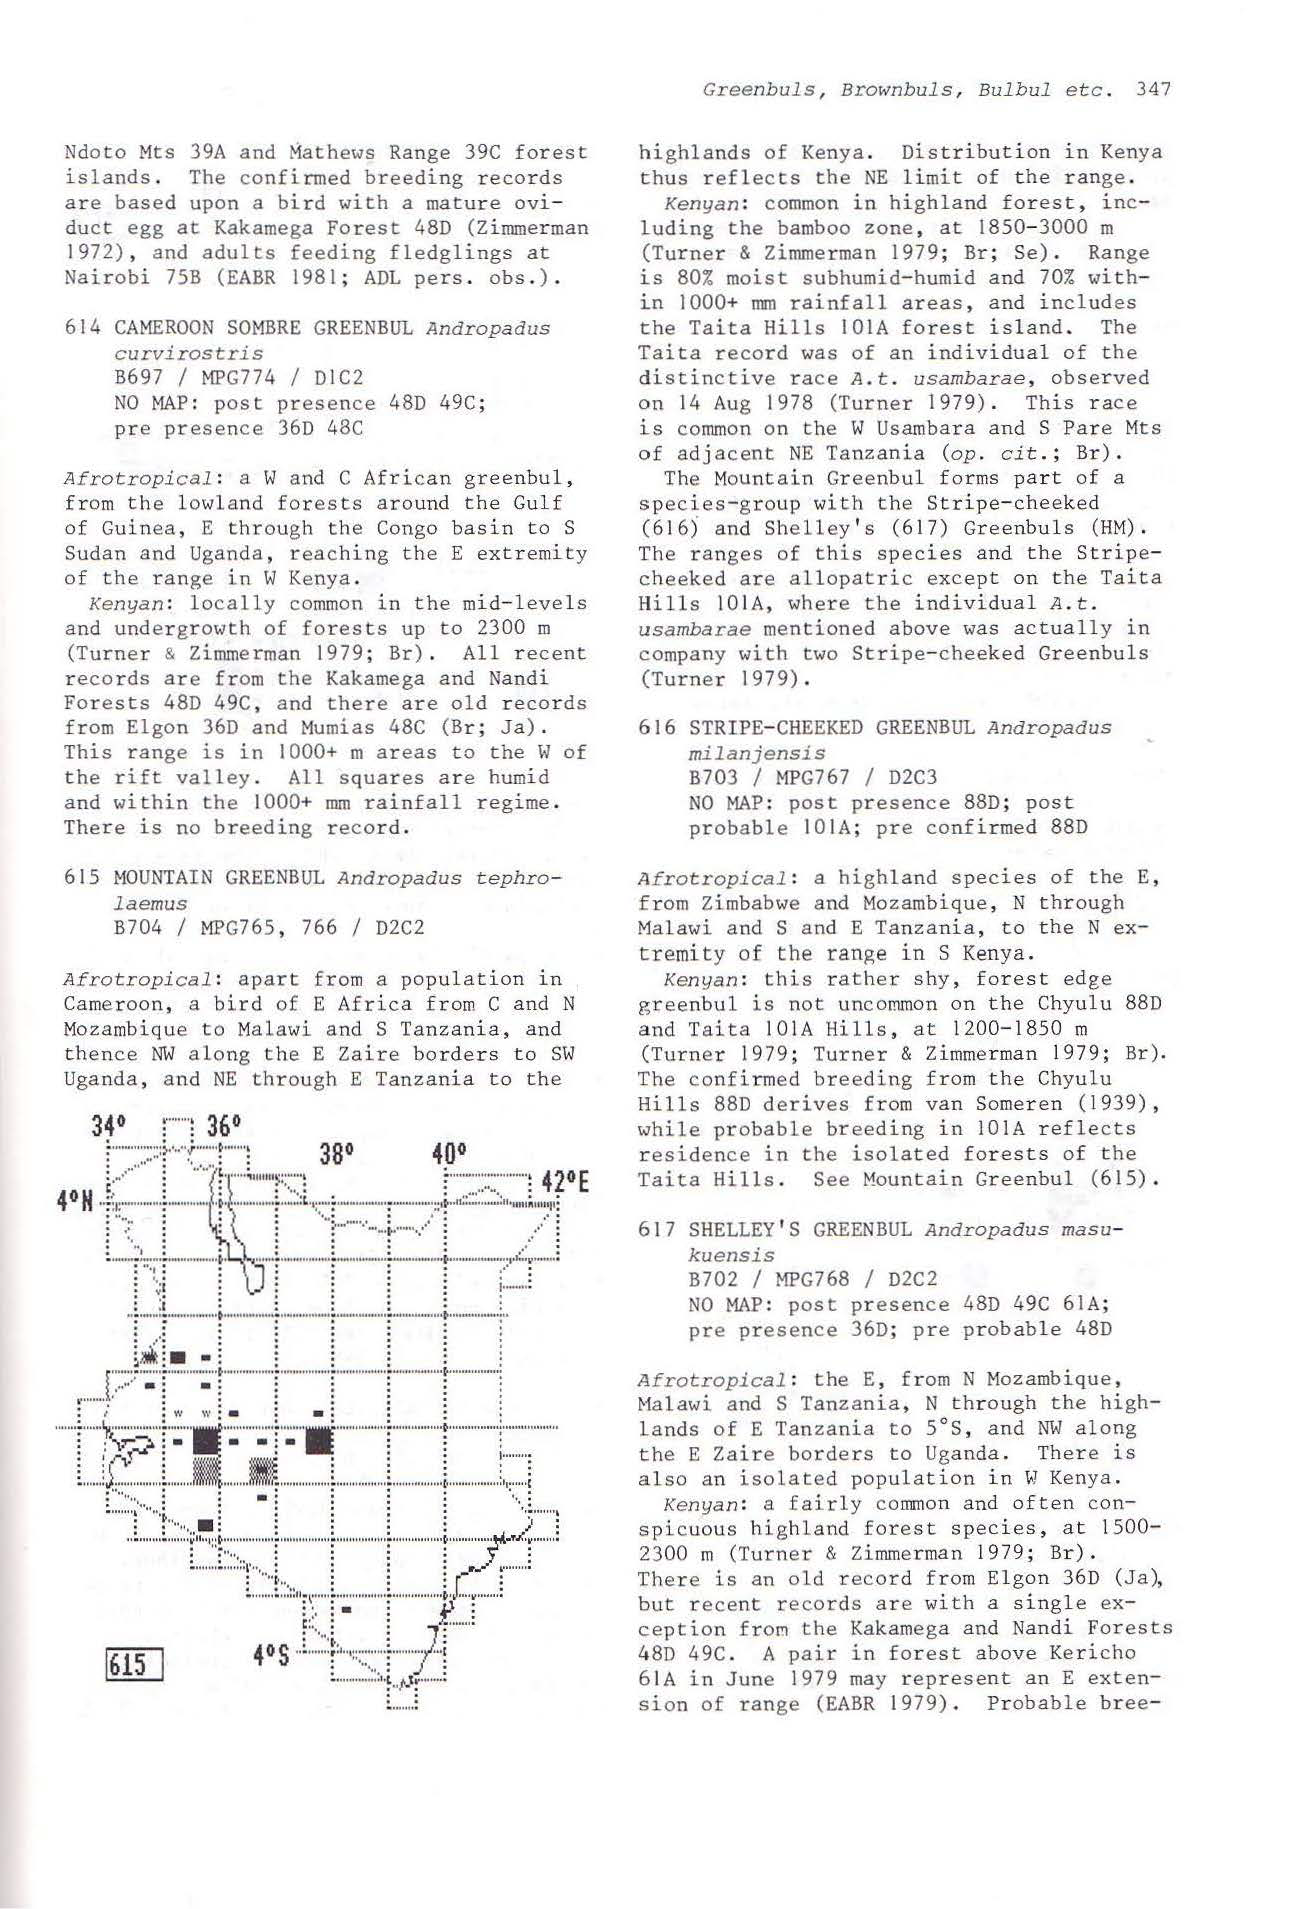 Greenbuls, Brownbuls, Bulbul etc. 347
Ndoto Mts 39A and Mathews Range 39C forest
islands. The confirmed breeding records
are based upon a bird with a mature ovi-
duct egg at Kakamega Forest 48D (Zimmerman
1972), and adults feeding fledglings at
Nairobi 75B (EABR 1981; ADL pers. obs.).
614 CAMEROON SOMBRE GREENBUL Andropadus
curvirostris
B697 / MPG774 / D1C2
NO MAP: post presence 48D 49C;
pre presence 36D 48C
Afrotropical: a W and C African greenbul,
from the lowland forests around the Gulf
of Guinea, E through the Congo basin to S
Sudan and Uganda, reaching the E extremity
of the range in W Kenya.
Kenyan: locally common in the mid-levels
and undergrowth of forests up to 2300 m
(Turner & Zimmerman 1979; Br). All recent
records are from the Kakamega and Nandi
Forests 48D 49C, and there are old records
from Elgon 36D and Mumias 48C (Br; Ja).
This range is in 1000+ m areas to the W of
the rift valley. All squares are humid
and within the 1000+ mm rainfall regime.
There is no breeding record.
615 MOUNTAIN GREENBUL Andropadus tephro-
laemus
B704 / MPG765, 766 / D2C2
Afrotropical: apart from a population in
Cameroon, a bird of E Africa from C and N
Mozambique to Malawi and S Tanzania, and
thence NW along the E Zaire borders to SW
Uganda, and NE through E Tanzania to the
34° 36°
38° 40°
42°E
4°N
W W
4°S
615
highlands of Kenya. Distribution in Kenya
thus reflects the NE limit of the range.
Kenyan: common in highland forest, inc-
luding the bamboo zone, at 1850-3000 m
(Turner & Zimmerman 1979; Br; Se). Range
is 80% moist subhumid-humid and 70% with-
in 1000+ mm rainfall areas, and includes
the Taita Hills 101A forest island. The
Taita record was of an individual of the
distinctive race A.t. usambarae, observed
on 14 Aug 1978 (Turner 1979). This race
is common on the W Usambara and S Pare Mts
of adjacent NE Tanzania (op. cit.; Br).
The Mountain Greenbul forms part of a
species-group with the Stripe-cheeked
(616) and Shelley's (617) Greenbuls (HM).
The ranges of this species and the Stripe-
cheeked are allopatric except on the Taita
Hills 101A, where the individual A.t.
usambarae mentioned above was actually in
company with two Stripe-cheeked Greenbuls
(Turner 1979).
616 STRIPE-CHEEKED GREENBUL Andropadus
milanjensis
B703 / MPG767 / D2C3
NO MAP: post presence 88D; post
probable 101A; pre confirmed 88D
Afrotropical: a highland species of the E,
from Zimbabwe and Mozambique, N through
Malawi and S and E Tanzania, to the N ex-
tremity of the range in S Kenya.
Kenyan: this rather shy, forest edge
greenbul is not uncommon on the Chyulu 88D
and Taita 101A Hills, at 1200-1850 m
(Turner 1979; Turner & Zimmerman 1979; Br).
The confirmed breeding from the Chyulu
Hills 88D derives from van Someren (1939),
while probable breeding in 101A reflects
residence in the isolated forests of the
Taita Hills. See Mountain Greenbul (615).
617 SHELLEY'S GREENBUL Andropadus masu-
kuensis
B702 / MPG768 / D2C2
NO MAP: post presence 48D 49C 61A;
pre presence 36D; pre probable 48D
Afrotropical: the E, from N Mozambique,
Malawi and S Tanzania, N through the high-
lands of E Tanzania to 5°S, and NW along
the E Zaire borders to Uganda. There is
also an isolated population in W Kenya.
Kenyan: a fairly common and often con-
spicuous highland forest species, at 1500-
2300 m (Turner & Zimmerman 1979; Br).
There is an old record from Elgon 36D (Ja),
but recent records are with a single ex-
ception from the Kakamega and Nandi Forests
48D 49C. A pair in forest above Kericho
61A in June 1979 may represent an E exten-
sion of range (EABR 1979). Probable bree-